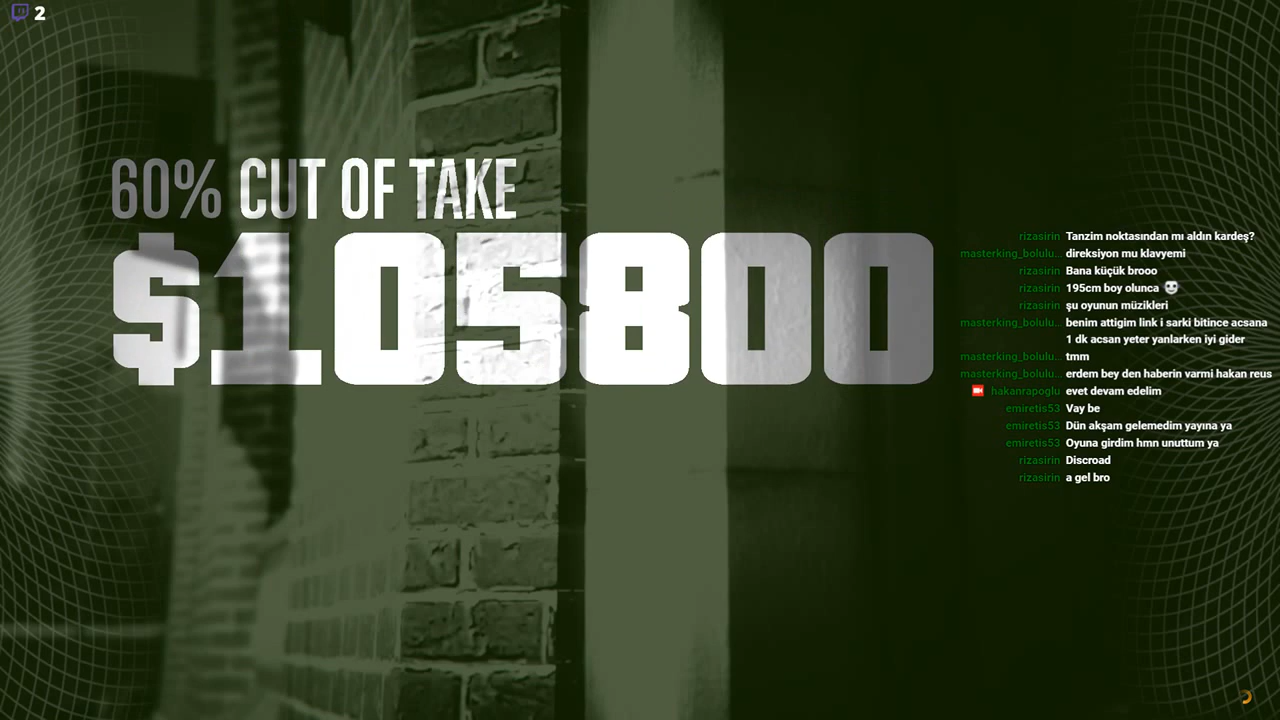 2
60% CUT OF TAKE
$105800
rizasirin Tanzim noktasından mı aldın kardeş?
masterking_bolulu... direksiyon mu klavyemi
rizasirin Bana küçük brooo
rizasirin 195cm boy olunca
rizasirin şu oyunun müzikleri
masterking_bolulu... benim attigim link i sarki bitince acsana
1 dk acsan yeter yanlarken iyi gider
masterking_bolulu... tmm
masterking_bolulu... erdem bey den haberin varmi hakan reus
hakanrapoglu evet devam edelim
emiretis53 Vay be
emiretis53 Dün akşam gelemedim yayına ya
emiretis53 Oyuna girdim hmn unuttum ya
rizasirin Discroad
rizasirin a gel bro